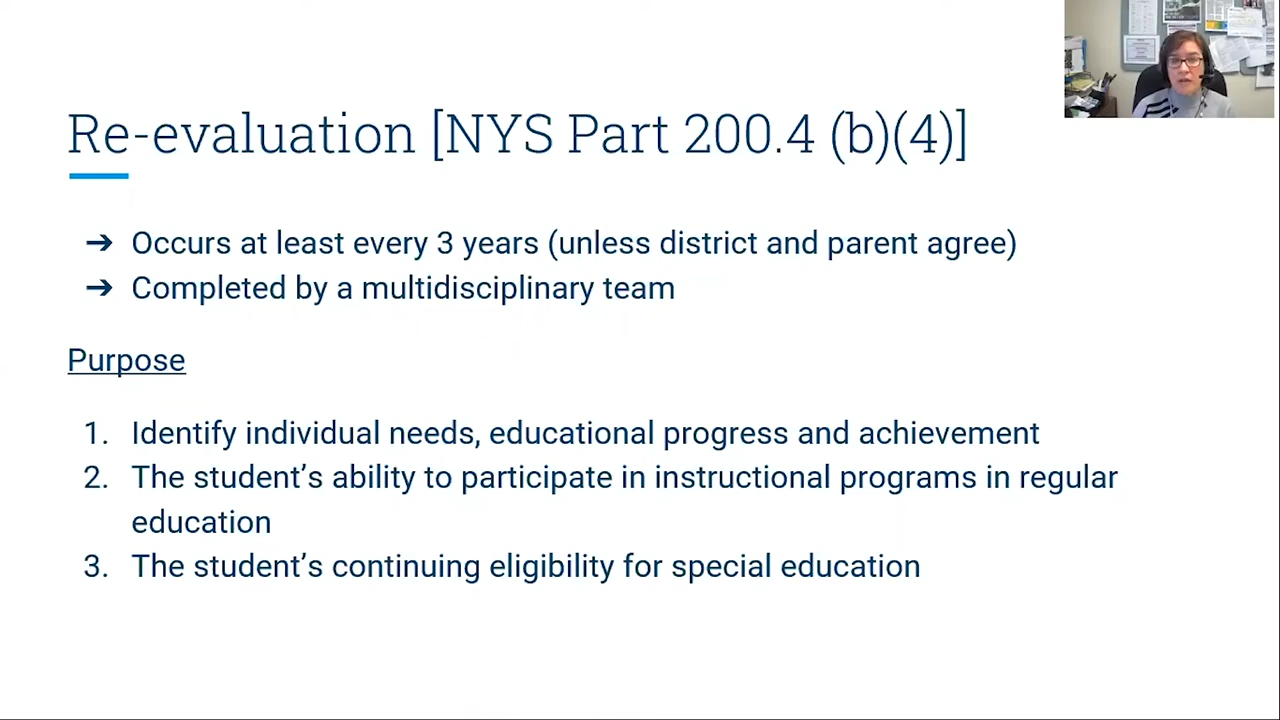 Re-evaluation [NYS Part 200.4 (b)(4)]
➔ Occurs at least every 3 years (unless district and parent agree)
➔ Completed by a multidisciplinary team
Purpose
1. Identify individual needs, educational progress and achievement
2. The student’s ability to participate in instructional programs in regular
education
3. The student’s continuing eligibility for special education